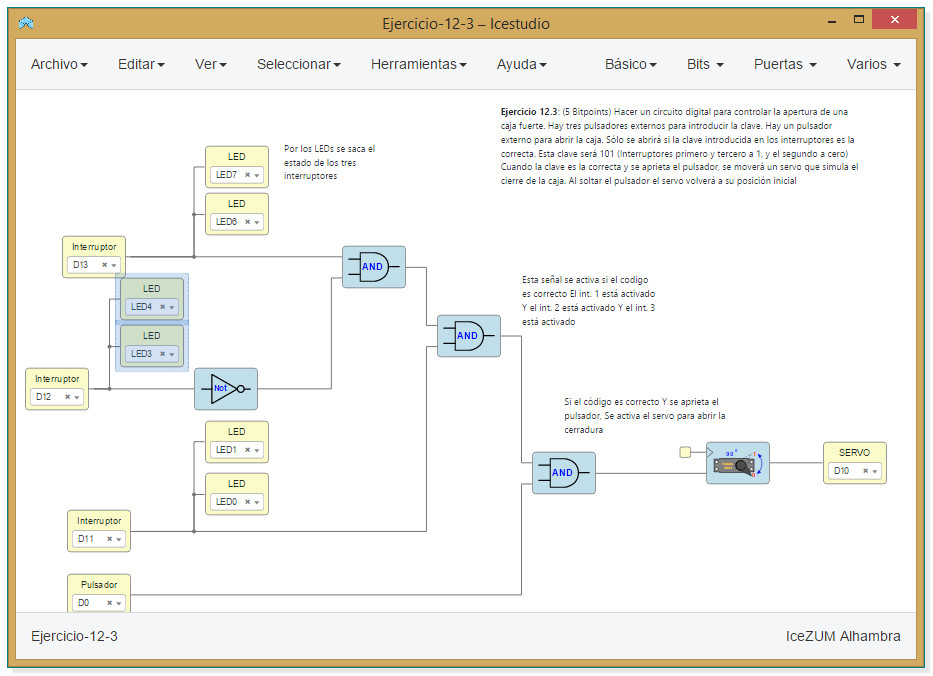 Ejercicio-12-3 – Icestudio
Archivo Editar Ver Seleccionar Herramientas Ayuda Básico Bits Puertas Varios
Ejercicio 12.3: (5 Bitpoints) Hacer un circuito digital para controlar la apertura de una
caja fuerte. Hay tres pulsadores externos para introducir la clave. Hay un pulsador
externo para abrir la caja. Sólo se abrirá si la clave introducida en los interruptores es la
correcta. Esta clave será 101 (Interruptores primero y tercero a 1, y el segundo a cero)
Cuando la clave es la correcta y se aprieta el pulsador, se moverá un servo que simula el
cierre de la caja. Al soltar el pulsador el servo volverá a su posición inicial
Por los LEDs se saca el
estado de los tres
interruptores
LED
LED7
LED
LED6
Interruptor
D13
AND
LED
LED4
LED
LED3
Esta señal se activa si el codigo
es correcto El int. 1 está activado
Y el int. 2 está activado Y el int. 3
está activado
AND
Interruptor
D12
Not
Si el código es correcto Y se aprieta el
pulsador, Se activa el servo para abrir la
cerradura
LED
LED1
LED
LED0
AND
90°
SERVO
D10
Interruptor
D11
Pulsador
D0
Ejercicio-12-3
IceZUM Alhambra